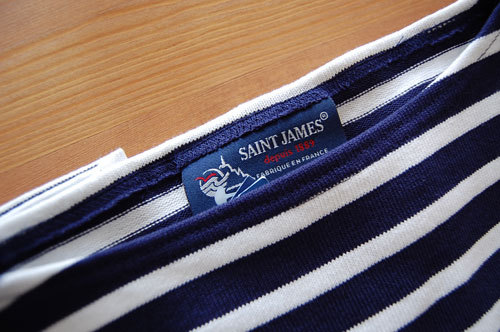 SAINT JAMES®
depuis 1889
FABRIQUE EN FRANCE